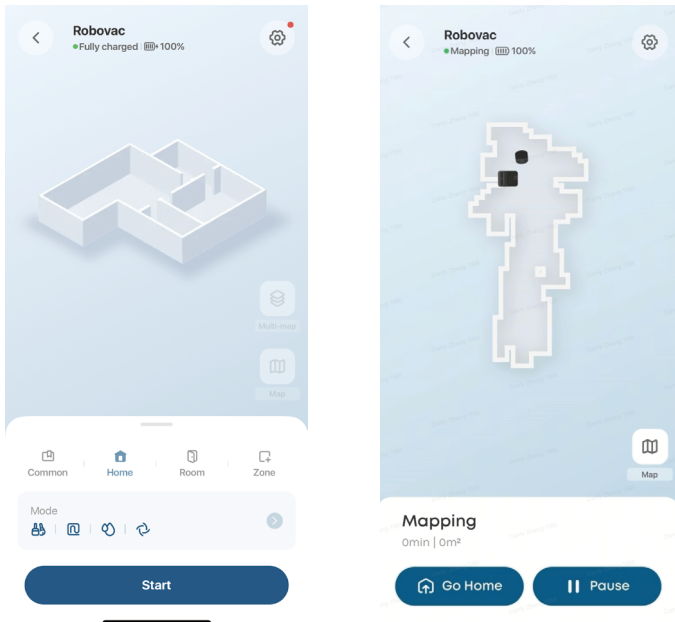 Robovac
Fully charged 100%
Multi-map
Map
Common
Home
Room
Zone
Mode
Start
Robovac
Mapping 100%
Map
Mapping
0min | 0m²
Go Home
Pause